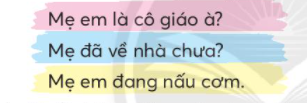 Mẹ em là cô giáo à?
Mẹ đã về nhà chưa?
Mẹ em đang nấu cơm.